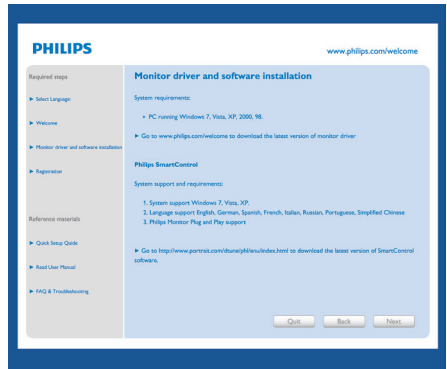 PHILIPS
www.philips.com/welcome
Required steps
► Select Language
► Welcome
► Monitor driver and software installation
► Registration
Reference materials
► Quick Setup Quide
► Read User Manual
► FAQ & Troubleshooting
Monitor driver and software installation
System requirements:
• PC running Windows 7, Vista, XP, 2000, 98.
► Go to www.philips.com/welcome to download the latest version of monitor driver
Philips SmartControl
System support and requirements:
1. System support Windows 7, Vista, XP.
2. Language support English, German, Spanish, French, Italian, Russian, Portuguese, Simplified Chinese
3. Philips Monitor Plug and Play support
► Go to http://www.portrait.com/dtune/phl/enu/index.html to download the latest version of SmartControl
software.
Quit
Back
Next